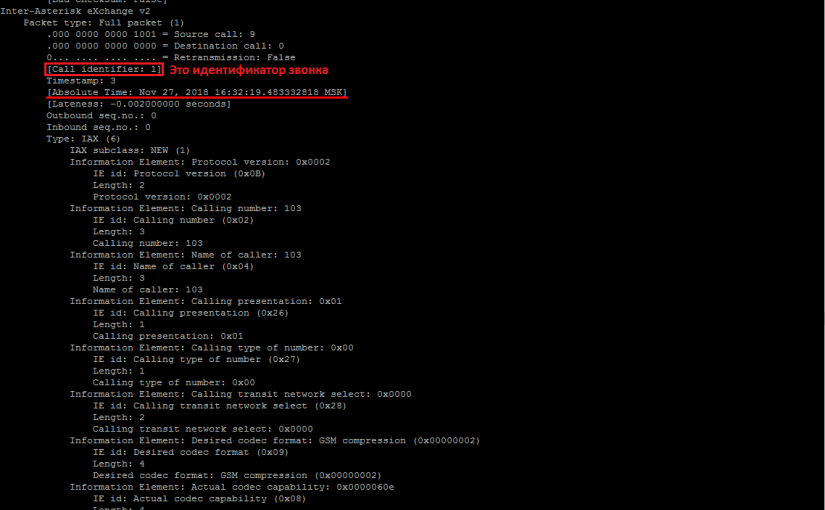 [Bad checksum: False]
Inter-Asterisk eXchange v2
Packet type: Full packet (1)
.000 0000 0000 1001 = Source call: 9
.000 0000 0000 0000 = Destination call: 0
0... .... .... .... = Retransmission: False
[Call identifier: 1] Это идентификатор звонка
Timestamp: 3
[Absolute Time: Nov 27, 2018 16:32:19.483332818 MSK]
[Lateness: -0.002000000 seconds]
Outbound seq.no.: 0
Inbound seq.no.: 0
Type: IAX (6)
IAX subclass: NEW (1)
Information Element: Protocol version: 0x0002
IE id: Protocol version (0x0B)
Length: 2
Protocol version: 0x0002
Information Element: Calling number: 103
IE id: Calling number (0x02)
Length: 3
Calling number: 103
Information Element: Name of caller: 103
IE id: Name of caller (0x04)
Length: 3
Name of caller: 103
Information Element: Calling presentation: 0x01
IE id: Calling presentation (0x26)
Length: 1
Calling presentation: 0x01
Information Element: Calling type of number: 0x00
IE id: Calling type of number (0x27)
Length: 1
Calling type of number: 0x00
Information Element: Calling transit network select: 0x0000
IE id: Calling transit network select (0x28)
Length: 2
Calling transit network select: 0x0000
Information Element: Desired codec format: GSM compression (0x00000002)
IE id: Desired codec format (0x09)
Length: 4
Desired codec format: GSM compression (0x00000002)
Information Element: Actual codec capability: 0x0000060e
IE id: Actual codec capability (0x08)
Length: 4